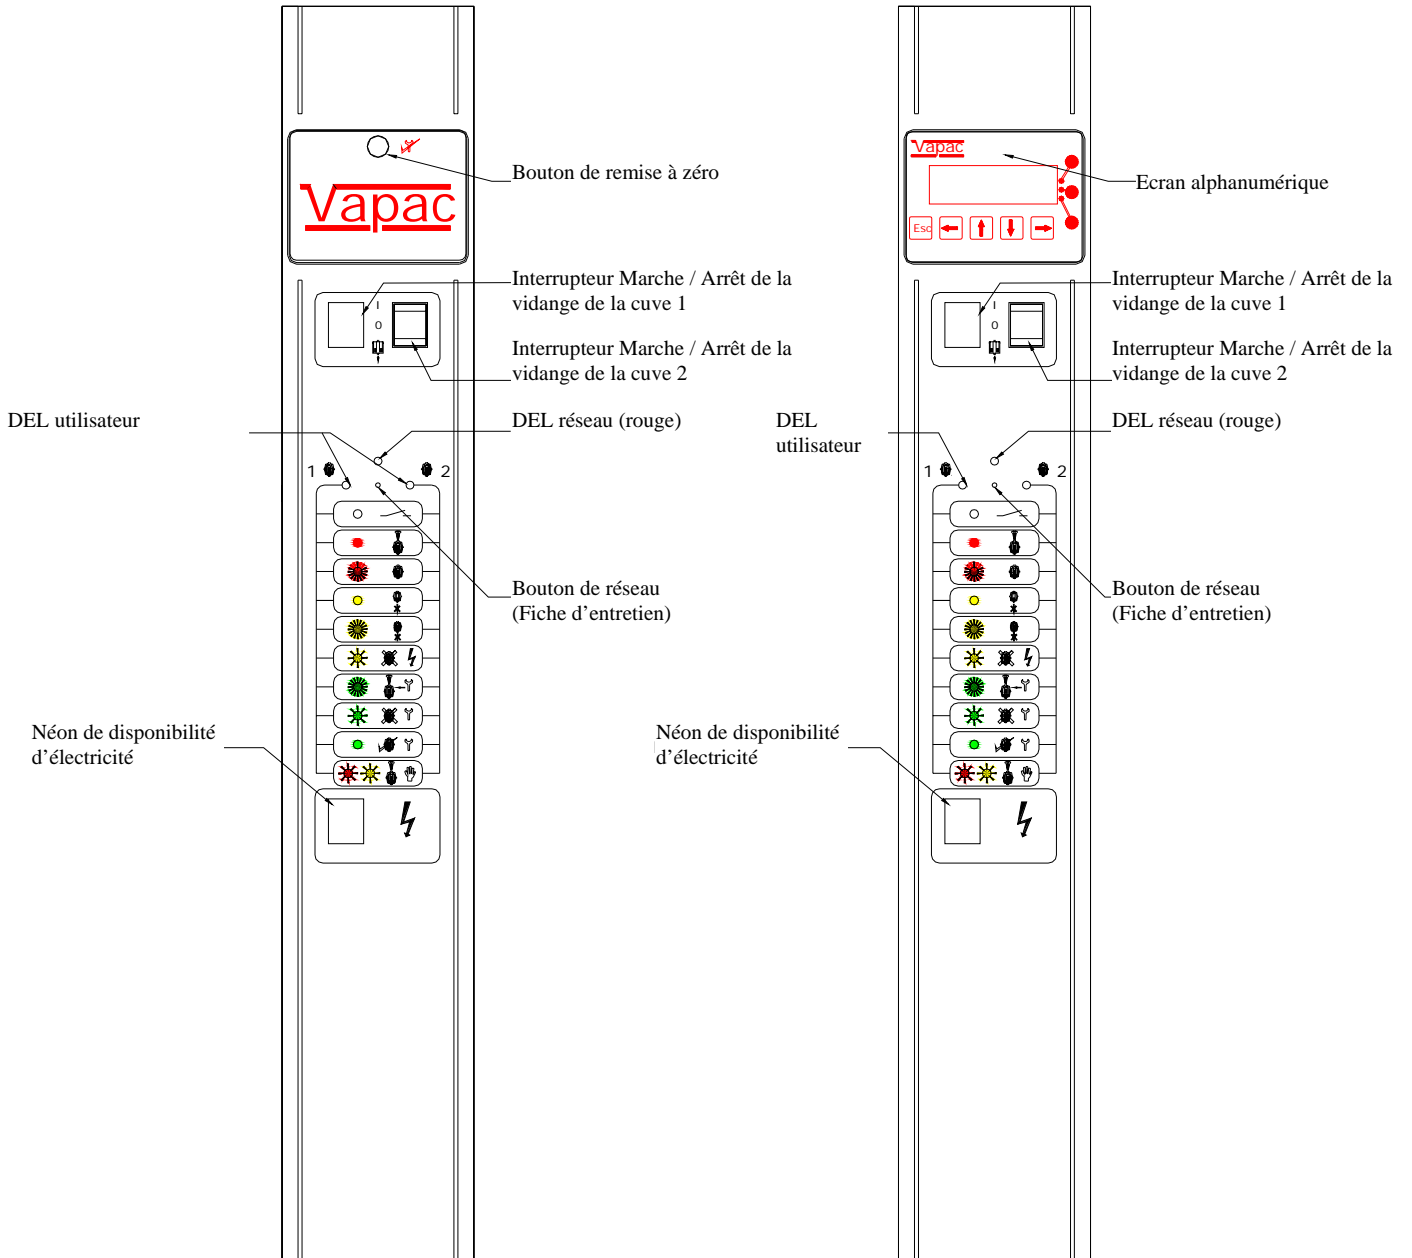 Vapac
Bouton de remise à zéro
Interrupteur Marche / Arrêt de la
vidange de la cuve 1
I
0
Interrupteur Marche / Arrêt de la
vidange de la cuve 2
DEL utilisateur
DEL réseau (rouge)
1
2
Bouton de réseau
(Fiche d’entretien)
Néon de disponibilité
d’électricité
Vapac
Esc
Ecran alphanumérique
Interrupteur Marche / Arrêt de la
vidange de la cuve 1
I
0
Interrupteur Marche / Arrêt de la
vidange de la cuve 2
DEL
utilisateur
DEL réseau (rouge)
1
2
Bouton de réseau
(Fiche d’entretien)
Néon de disponibilité
d’électricité